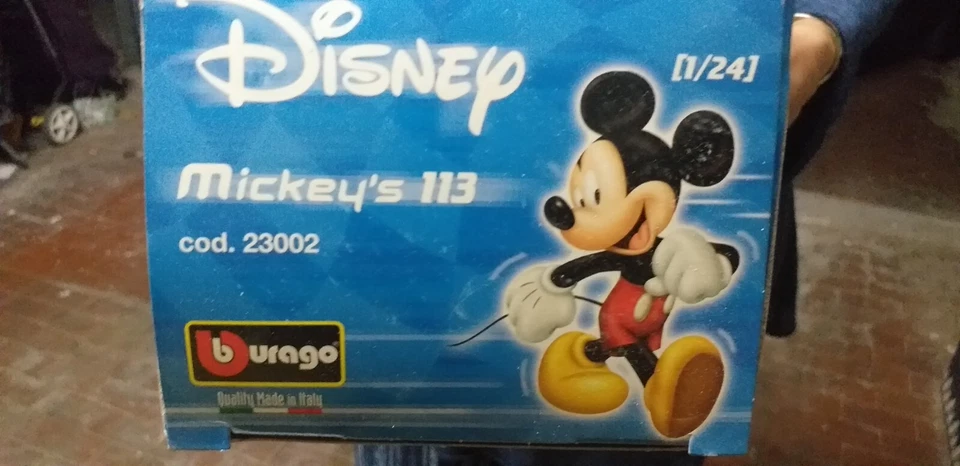 Disney
[1/24]
Mickey's 113
cod. 23002
burago
Quality Made in Italy